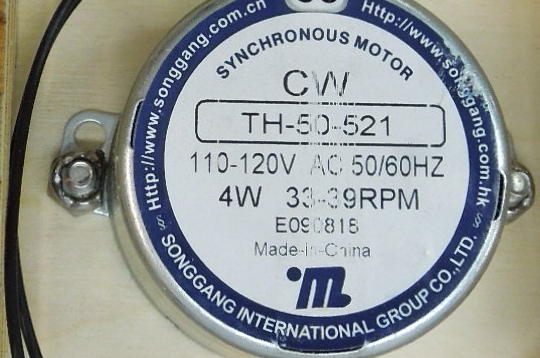 Http://www.songgang.com.cn
Http://www.songgang.com.hk
SYNCHRONOUS MOTOR
CW
TH-50-521
110-120V AC 50/60HZ
4W 33-39RPM
E090818
Made-in-China
SONGGANG INTERNATIONAL GROUP CO.,LTD.